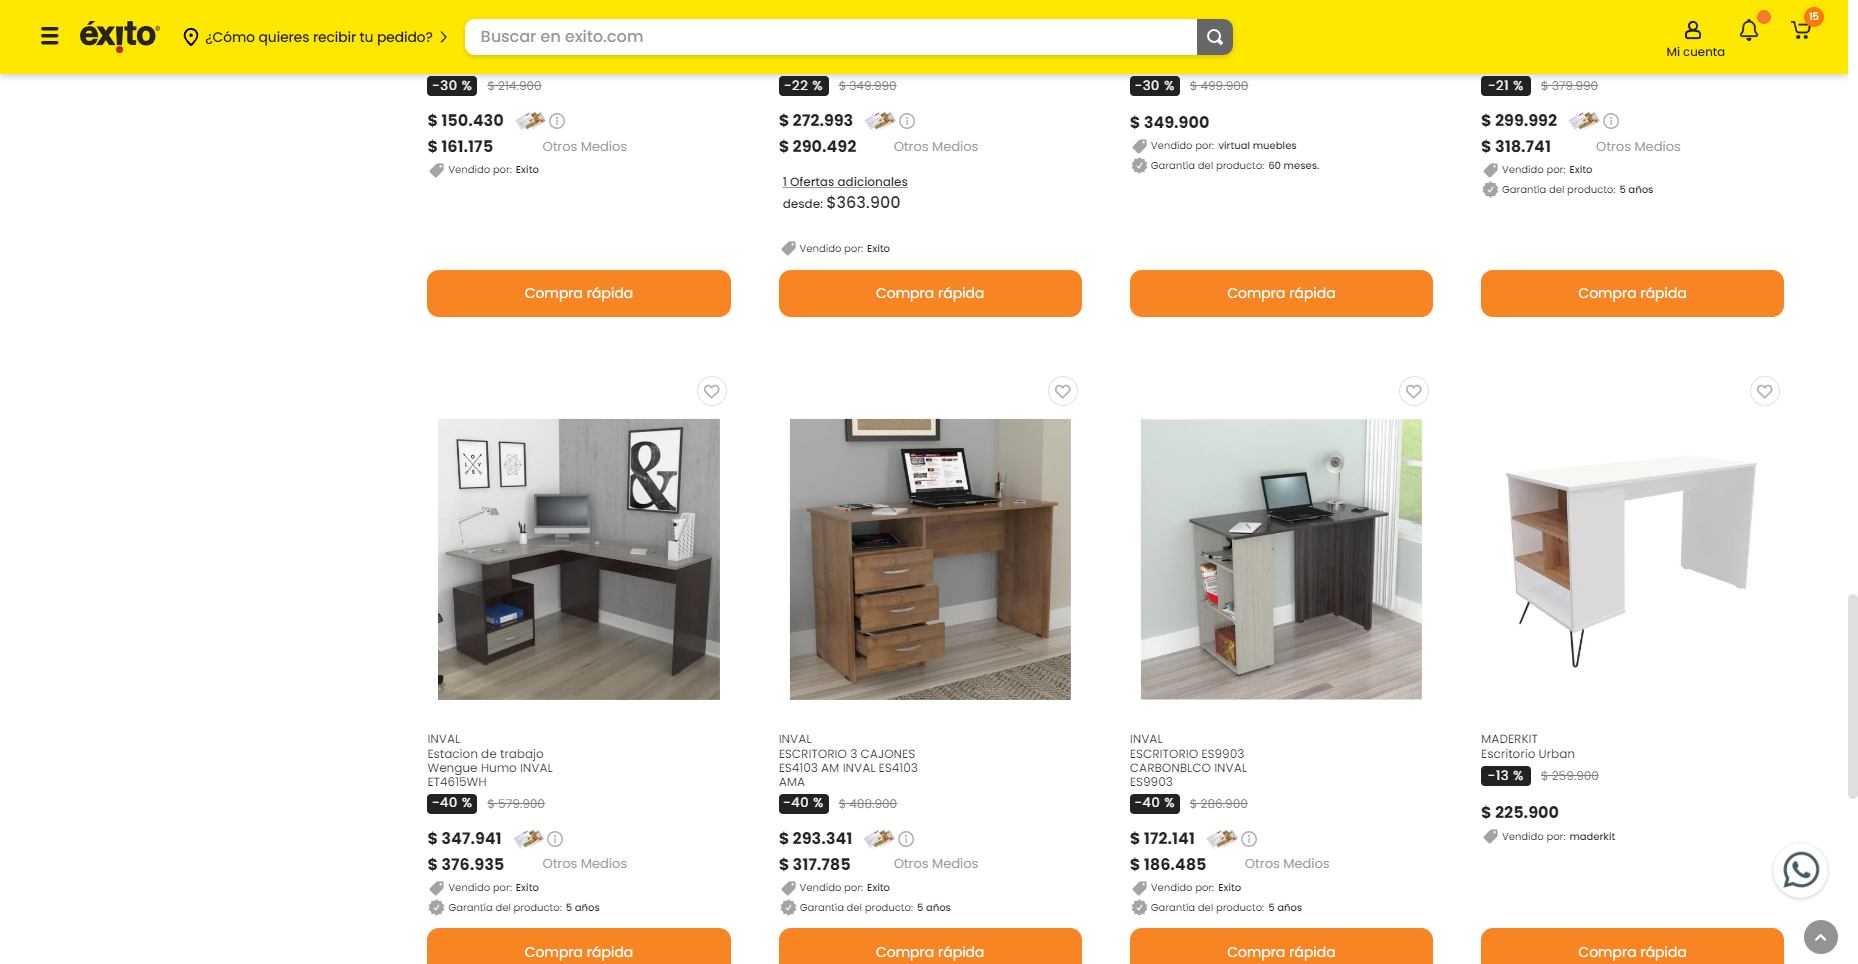 éxito
¿Cómo quieres recibir tu pedido?
Buscar en exito.com
Mi cuenta
15
-30 % $ 214.900
$ 150.430
$ 161.175 Otros Medios
Vendido por: Exito
Compra rápida
-22 % $ 349.990
$ 272.993
$ 290.492 Otros Medios
1 Ofertas adicionales
desde: $363.900
Vendido por: Exito
Compra rápida
-30 % $ 499.900
$ 349.900
Vendido por: virtual muebles
Garantía del producto: 60 meses.
Compra rápida
-21 % $ 379.990
$ 299.992
$ 318.741 Otros Medios
Vendido por: Exito
Garantía del producto: 5 años
Compra rápida
LOVE
&
INVAL
Estacion de trabajo
Wengue Humo INVAL
ET4615WH
-40 % $ 579.900
$ 347.941
$ 376.935 Otros Medios
Vendido por: Exito
Garantía del producto: 5 años
Compra rápida
INVAL
ESCRITORIO 3 CAJONES
ES4103 AM INVAL ES4103
AMA
-40 % $ 488.900
$ 293.341
$ 317.785 Otros Medios
Vendido por: Exito
Garantía del producto: 5 años
Compra rápida
INVAL
ESCRITORIO ES9903
CARBONBLCO INVAL
ES9903
-40 % $ 286.900
$ 172.141
$ 186.485 Otros Medios
Vendido por: Exito
Garantía del producto: 5 años
Compra rápida
MADERKIT
Escritorio Urban
-13 % $ 259.900
$ 225.900
Vendido por: maderkit
Compra rápida